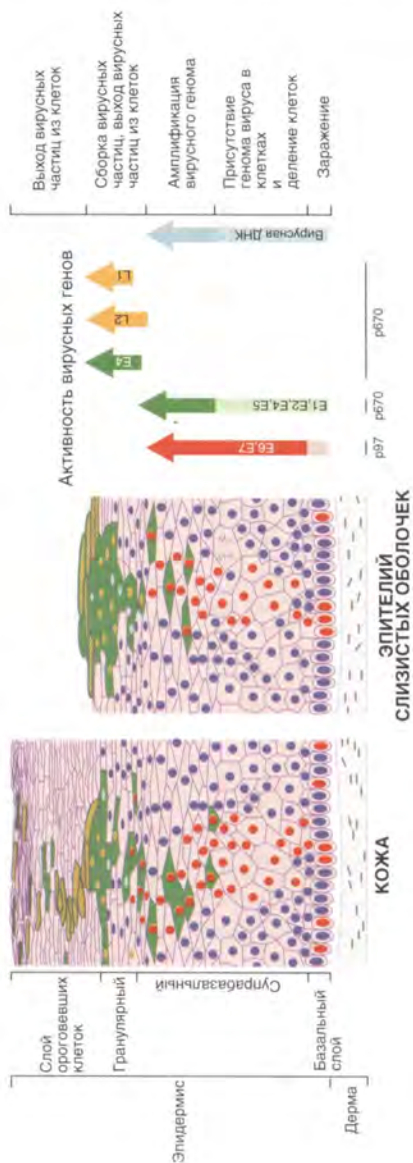 Эпидермис
Дерма
Слой
ороговевших
клеток
Гранулярный
Супрабазальный
Базальный
слой
КОЖА
ЭПИТЕЛИЙ
СЛИЗИСТЫХ ОБОЛОЧЕК
Активность вирусных генов
E6,E7
E1,E2,E4,E5
E4
L2
L1
Вирусная ДНК
p97
p670
p670
Выход вирусных
частиц из клеток
Сборка вирусных
частиц, выход вирусных
частиц из клеток
Амплификация
вирусного генома
Присутствие
генома вируса в
клетках
и
деление клеток
Заражение